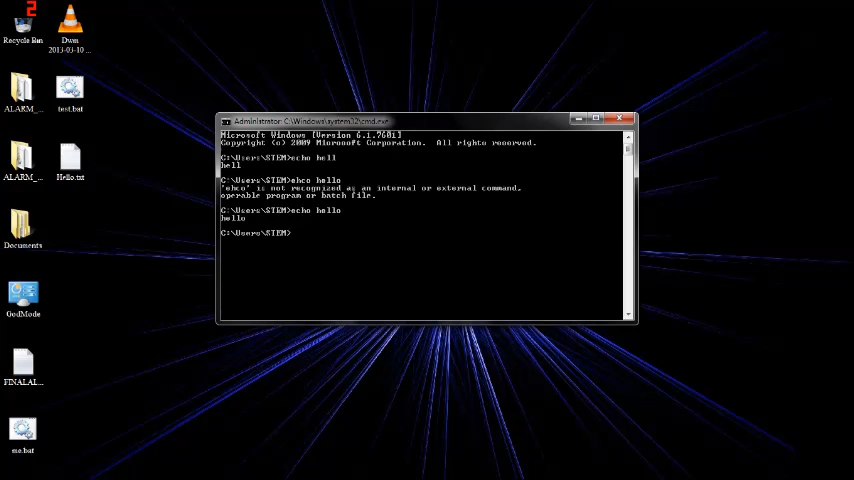 2
Recycle Bin
Dwm
2013-03-10 ...
ALARM_...
test.bat
ALARM_...
Hello.txt
Documents
GodMode
FINALAL...
me.bat
Administrator: C:\Windows\system32\cmd.exe
Microsoft Windows [Version 6.1.7601]
Copyright (c) 2009 Microsoft Corporation.  All rights reserved.
C:\Users\STEM>echo hell
hell
C:\Users\STEM>ehco hello
'ehco' is not recognized as an internal or external command,
operable program or batch file.
C:\Users\STEM>echo hello
hello
C:\Users\STEM>